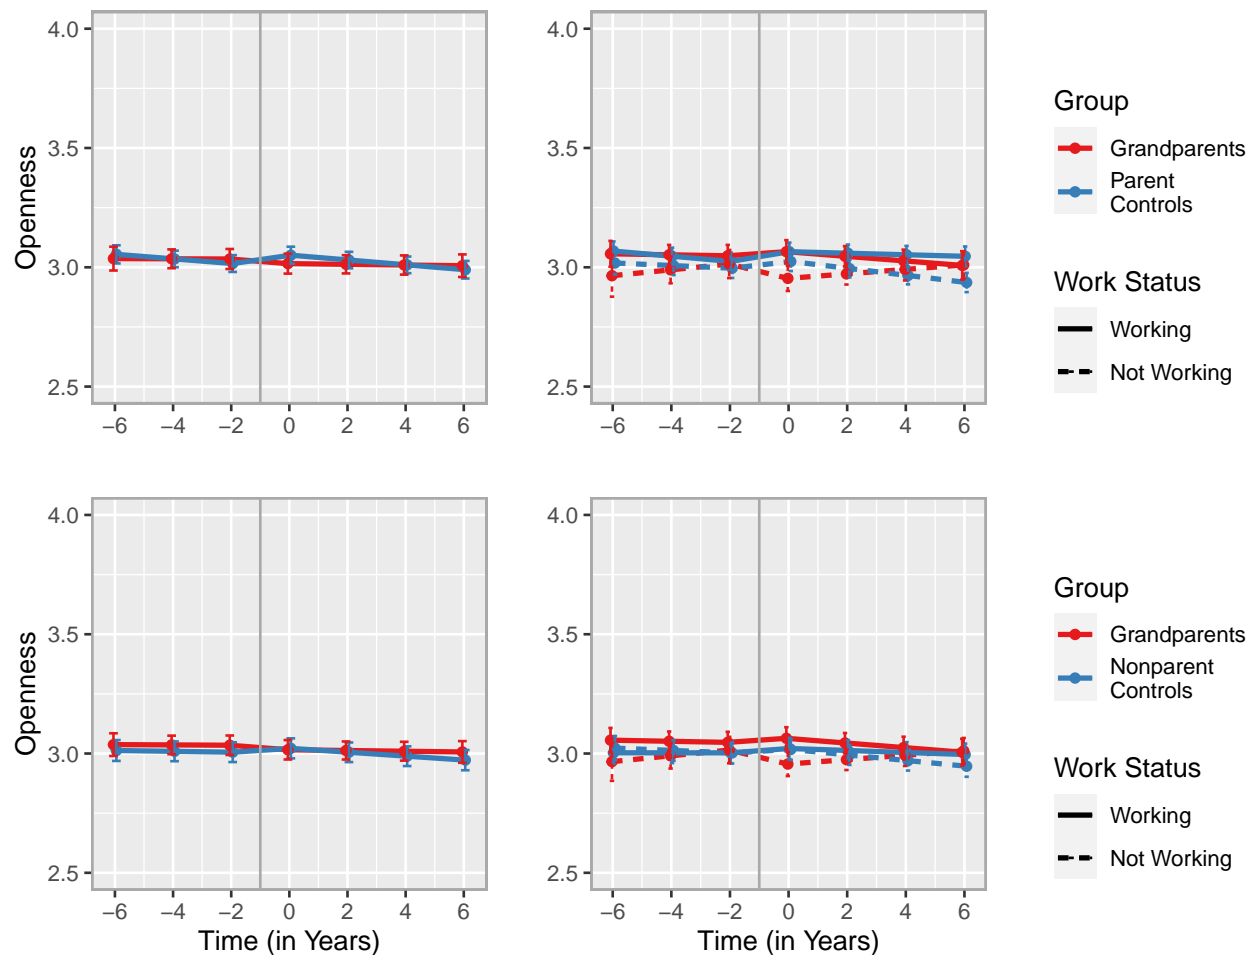 4.0
3.5
3.0
2.5
Openness
−6 −4 −2 0 2 4 6
4.0
3.5
3.0
2.5
−6 −4 −2 0 2 4 6
Group
Grandparents
Parent
Controls
Work Status
Working
Not Working
4.0
3.5
3.0
2.5
Openness
−6 −4 −2 0 2 4 6
Time (in Years)
4.0
3.5
3.0
2.5
−6 −4 −2 0 2 4 6
Time (in Years)
Group
Grandparents
Nonparent
Controls
Work Status
Working
Not Working